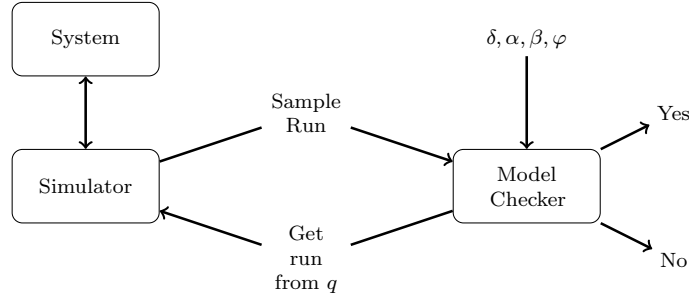 System
δ, α, β, φ
Sample
Run
Yes
Simulator
Model
Checker
Get
run
from q
No